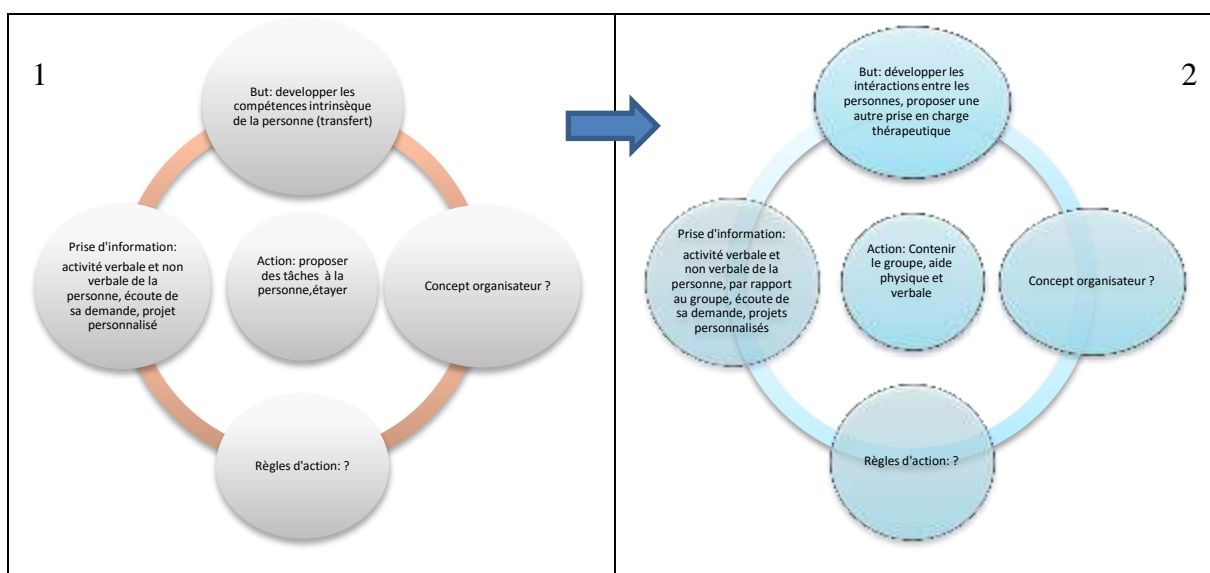 1
But: developper les
compétences intrinsèque
de la personne (transfert)
Prise d'information:
activité verbale et non
verbale de la
personne, écoute de
sa demande, projet
personnalisé
Action: proposer
des tâches à la
personne,étayer
Concept organisateur ?
Règles d'action: ?
2
But: développer les
intéractions entre les
personnes, proposer une
autre prise en charge
thérapeutique
Prise d'information:
activité verbale et
non verbale de la
personne, par rapport
au groupe, écoute de
sa demande, projets
personnalisés
Action: Contenir
le groupe, aide
physique et
verbale
Concept organisateur ?
Règles d'action: ?